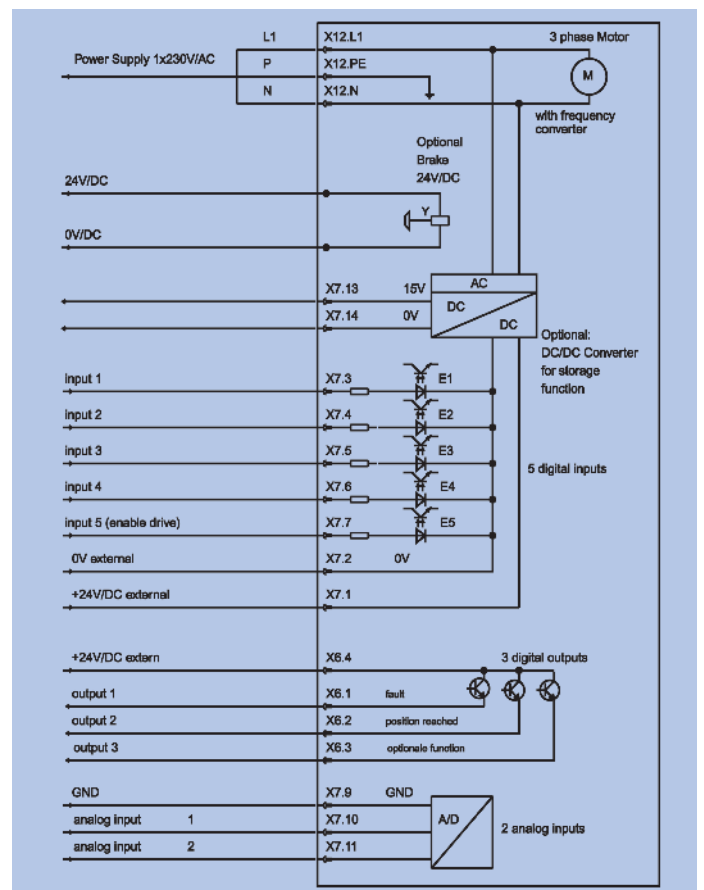 L1 X12.L1 3 phase Motor
Power Supply 1x230V/AC P X12.PE M
N X12.N
with frequency
converter
Optional
Brake
24V/DC
24V/DC
Y
0V/DC
X7.13 15V AC
DC
X7.14 0V DC
Optional:
DC/DC Converter
for storage
function
input 1 X7.3 E1
input 2 X7.4 E2
input 3 X7.5 E3
5 digital inputs
input 4 X7.6 E4
input 5 (enable drive) X7.7 E5
0V external X7.2 0V
+24V/DC external X7.1
+24V/DC extern X6.4 3 digital outputs
output 1 X6.1 fault
output 2 X6.2 position reached
output 3 X6.3 optionale function
GND X7.9 GND
analog input 1 X7.10 A/D
2 analog inputs
analog input 2 X7.11